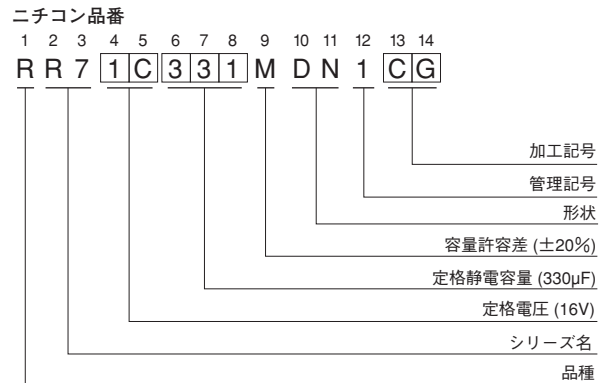 ニチコン品番
1 2 3 4 5 6 7 8 9 10 11 12 13 14
R R 7 1 C 3 3 1 M D N 1 C G
加工記号
管理記号
形状
容量許容差 (±20%)
定格静電容量 (330µF)
定格電圧 (16V)
シリーズ名
品種